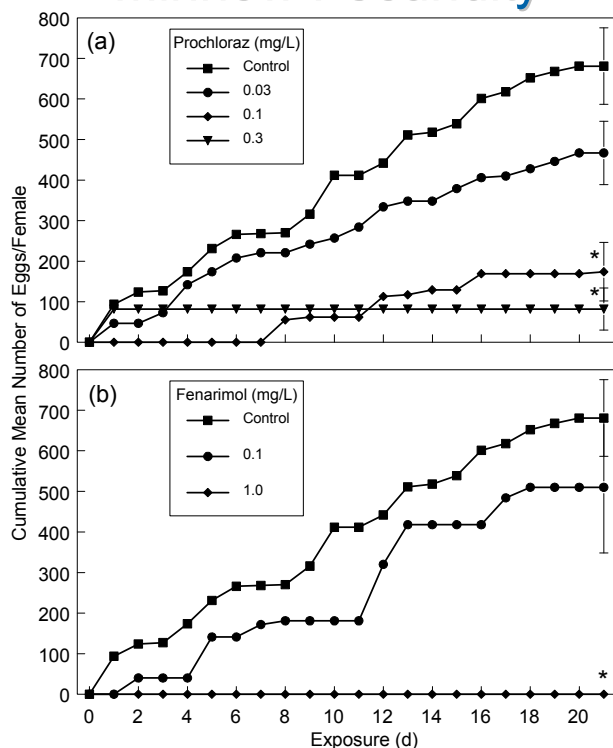 (a)
Prochloraz (mg/L)
Control
0.03
0.1
0.3
800
700
600
500
400
300
200
100
0
*
*
Cumulative Mean Number of Eggs/Female
(b)
Fenarimol (mg/L)
Control
0.1
1.0
800
700
600
500
400
300
200
100
0
*
0 2 4 6 8 10 12 14 16 18 20
Exposure (d)